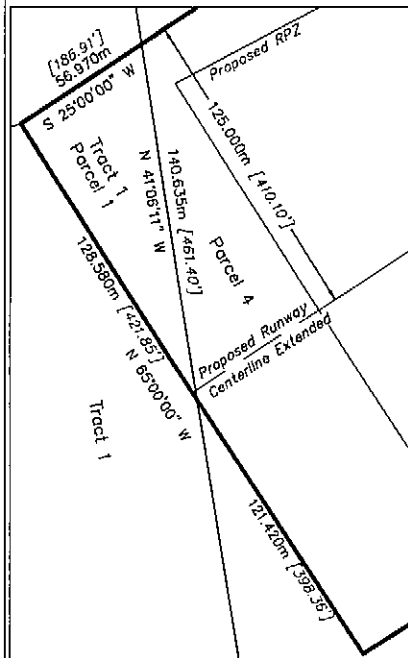 [186.91']
56.970m
S 25°00'00" W
Proposed RPZ
125.000m [410.10']
Tract 1
Parcel 1
140.635m [461.40']
N 41°06'11" W
Parcel 4
128.580m [421.85']
N 65°00'00" W
Proposed Runway
Centerline Extended
Tract 1
121.420m [398.36']